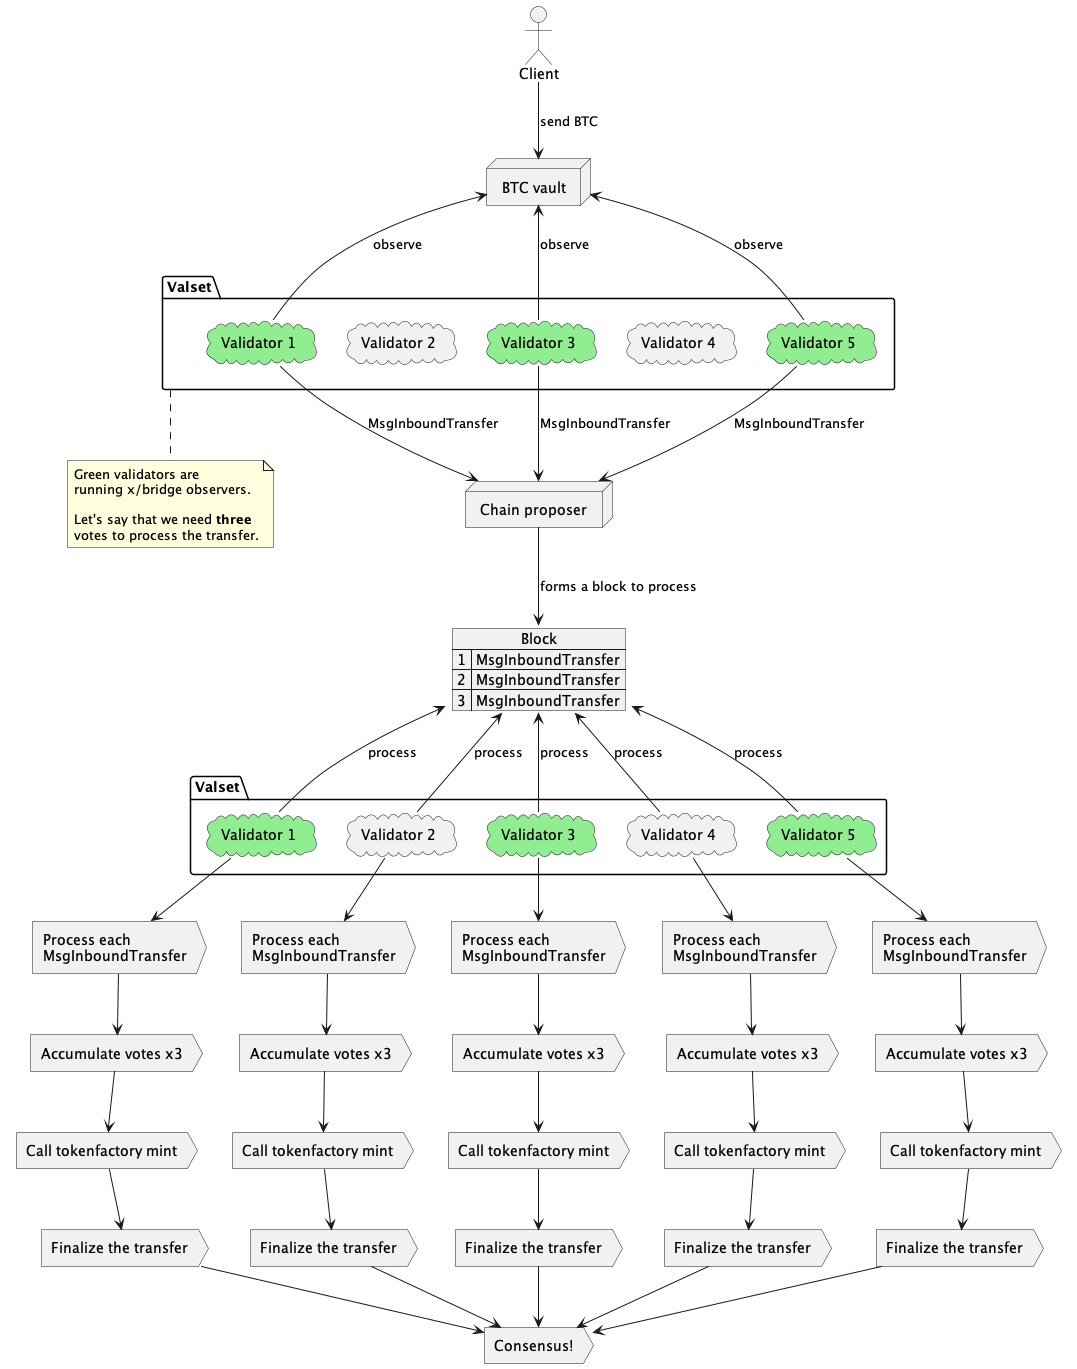 Client
send BTC
BTC vault
observe
observe
observe
Valset
Validator 1
Validator 2
Validator 3
Validator 4
Validator 5
MsgInboundTransfer
MsgInboundTransfer
MsgInboundTransfer
Green validators are
running x/bridge observers.
Let's say that we need three
votes to process the transfer.
Chain proposer
forms a block to process
Block
1 MsgInboundTransfer
2 MsgInboundTransfer
3 MsgInboundTransfer
process
process
process
process
process
Valset
Validator 1
Validator 2
Validator 3
Validator 4
Validator 5
Process each
MsgInboundTransfer
Process each
MsgInboundTransfer
Process each
MsgInboundTransfer
Process each
MsgInboundTransfer
Process each
MsgInboundTransfer
Accumulate votes x3
Accumulate votes x3
Accumulate votes x3
Accumulate votes x3
Accumulate votes x3
Call tokenfactory mint
Call tokenfactory mint
Call tokenfactory mint
Call tokenfactory mint
Call tokenfactory mint
Finalize the transfer
Finalize the transfer
Finalize the transfer
Finalize the transfer
Finalize the transfer
Consensus!